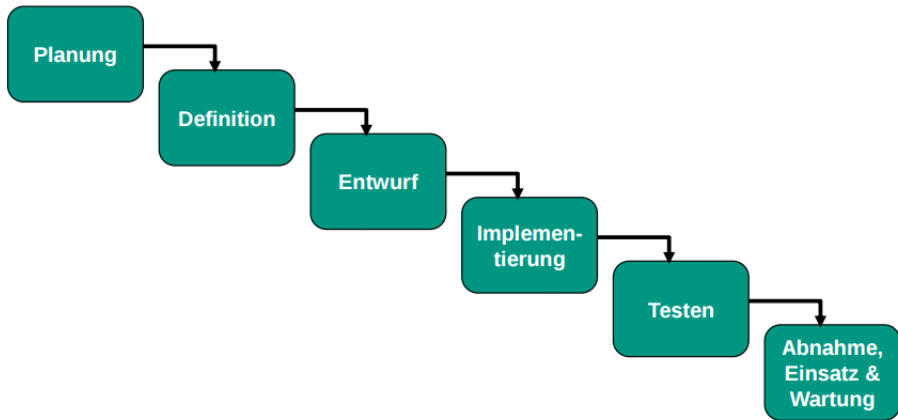 Planung
Definition
Entwurf
Implemen-
tierung
Testen
Abnahme,
Einsatz &
Wartung